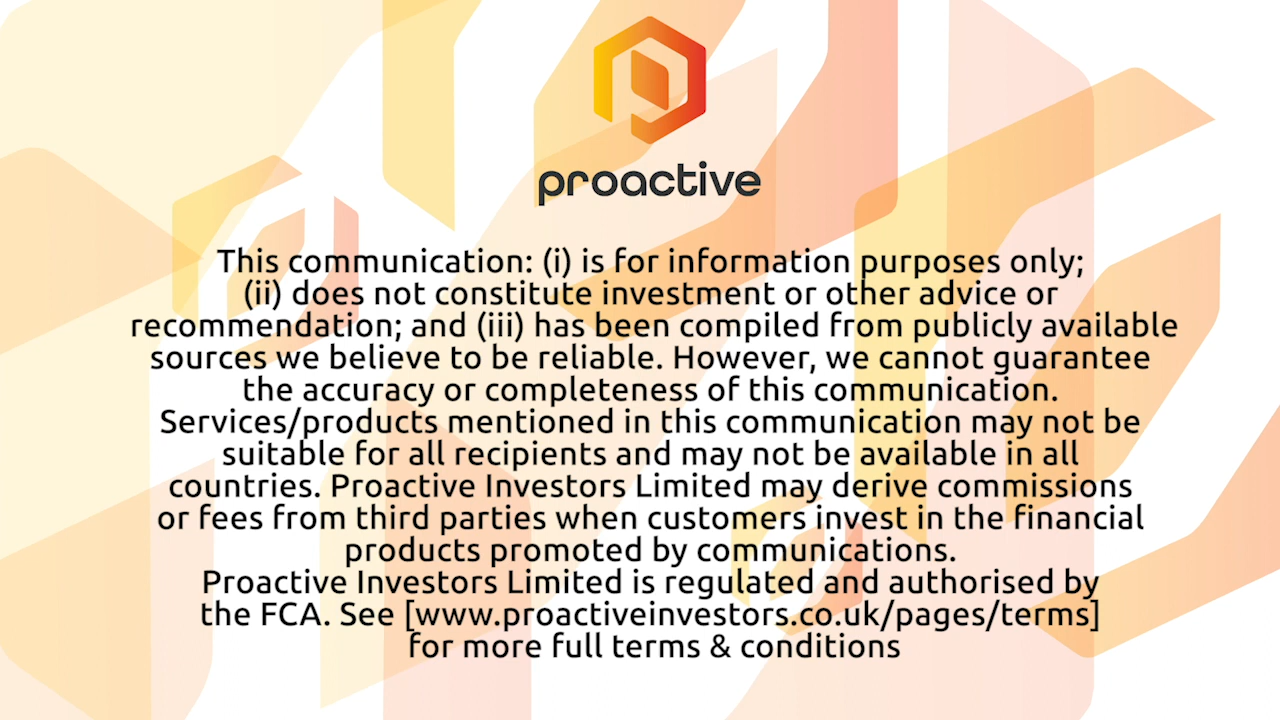 proactive
This communication: (i) is for information purposes only;
(ii) does not constitute investment or other advice or
recommendation; and (iii) has been compiled from publicly available
sources we believe to be reliable. However, we cannot guarantee
the accuracy or completeness of this communication.
Services/products mentioned in this communication may not be
suitable for all recipients and may not be available in all
countries. Proactive Investors Limited may derive commissions
or fees from third parties when customers invest in the financial
products promoted by communications.
Proactive Investors Limited is regulated and authorised by
the FCA. See [www.proactiveinvestors.co.uk/pages/terms]
for more full terms & conditions